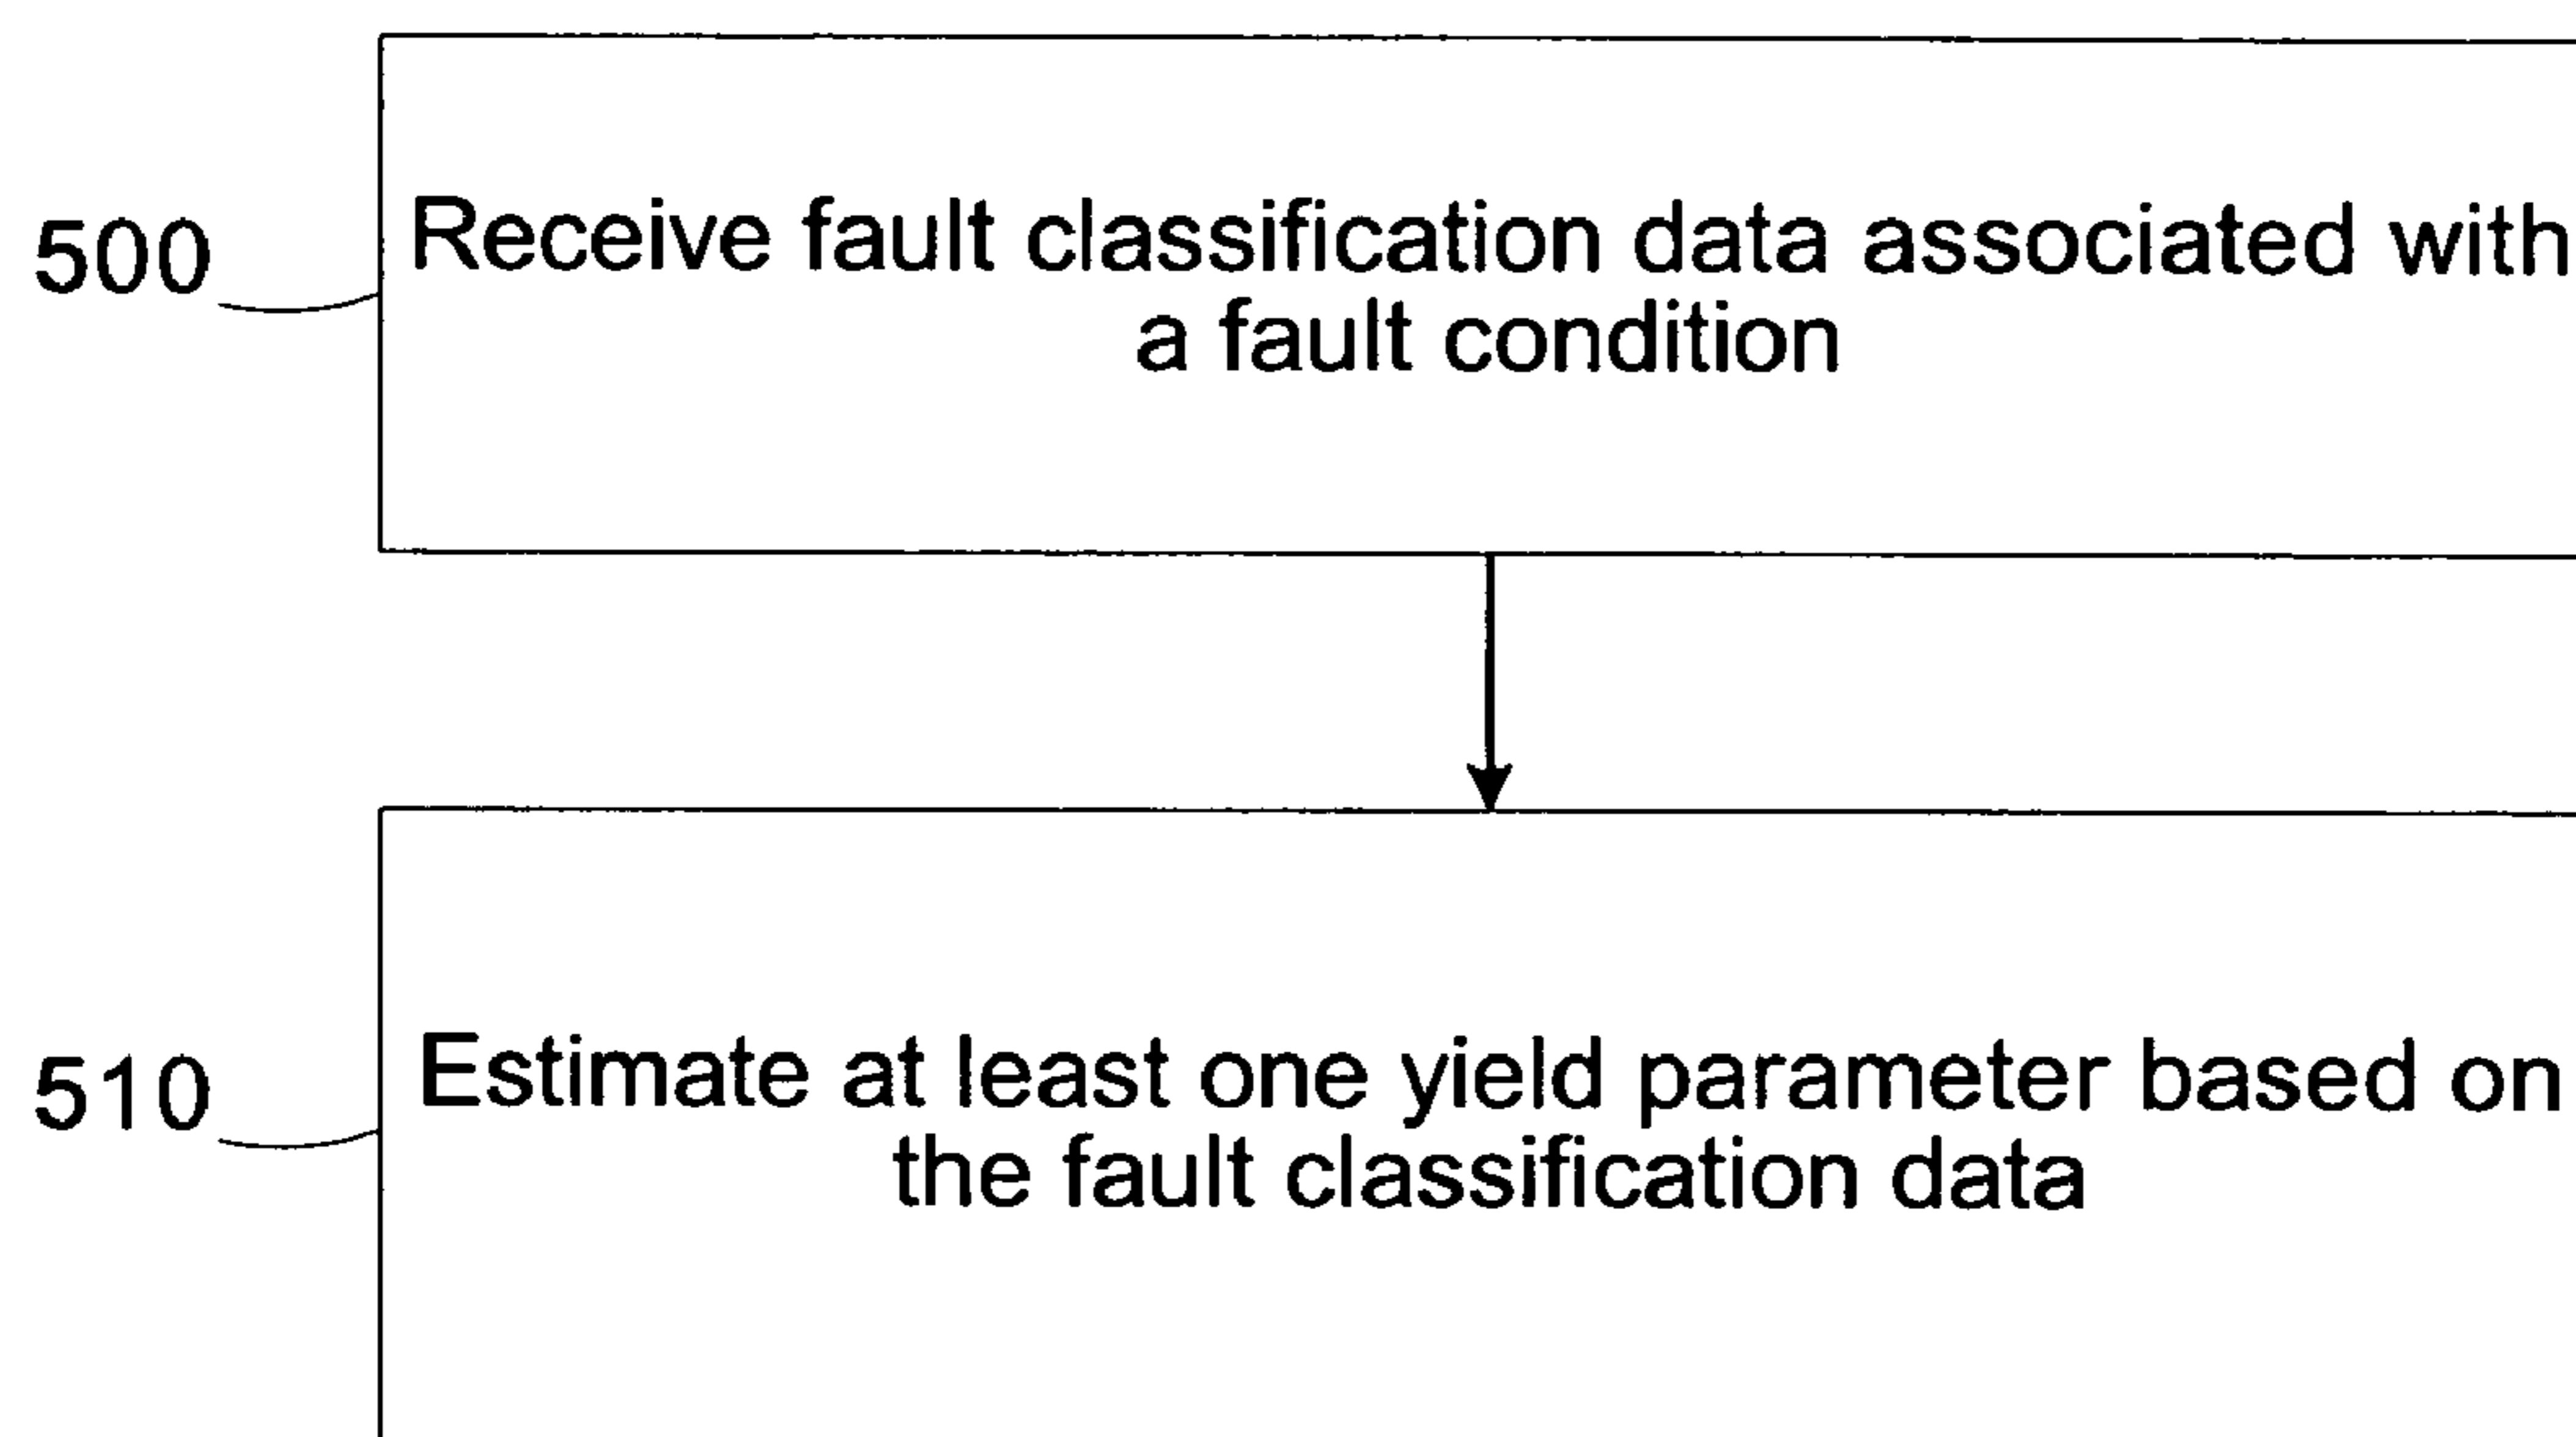 500
Receive fault classification data associated with
a fault condition
510
Estimate at least one yield parameter based on
the fault classification data